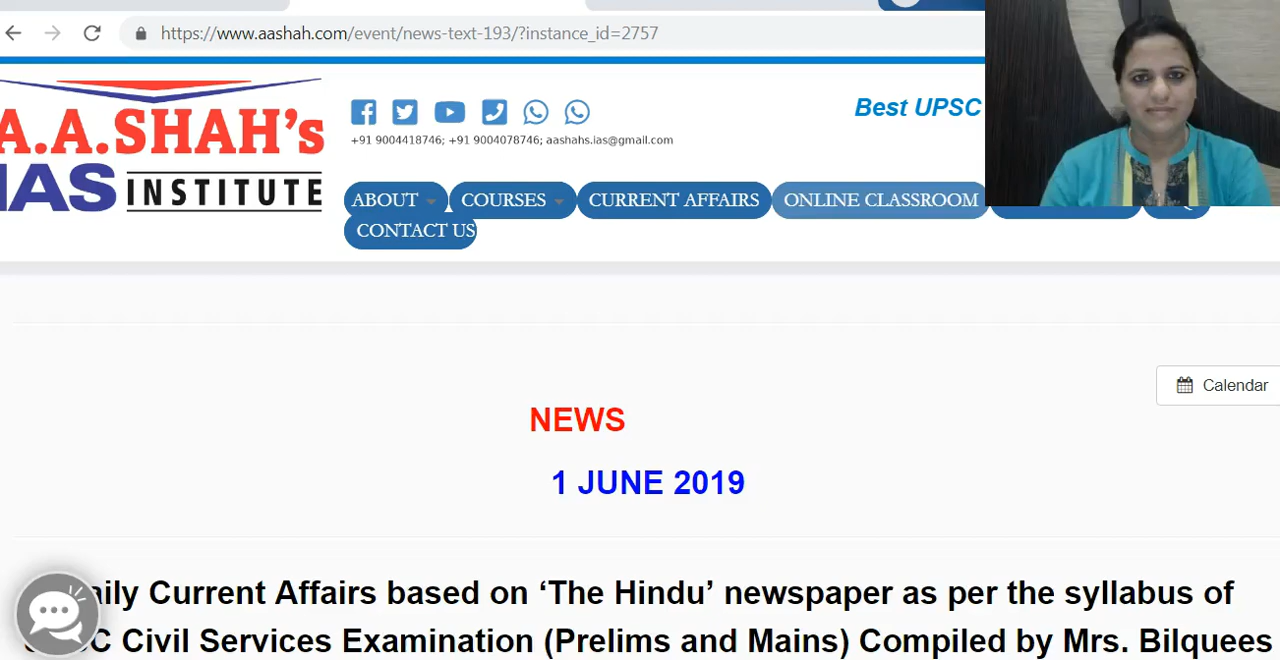 https://www.aashah.com/event/news-text-193/?instance_id=2757
A.A.SHAH's
IAS INSTITUTE
+91 9004418746; +91 9004078746; aashahs.ias@gmail.com
Best UPSC
ABOUT COURSES CURRENT AFFAIRS ONLINE CLASSROOM
CONTACT US
Calendar
NEWS
1 JUNE 2019
Current Affairs based on ‘The Hindu’ newspaper as per the syllabus of
Civil Services Examination (Prelims and Mains) Compiled by Mrs. Bilquees